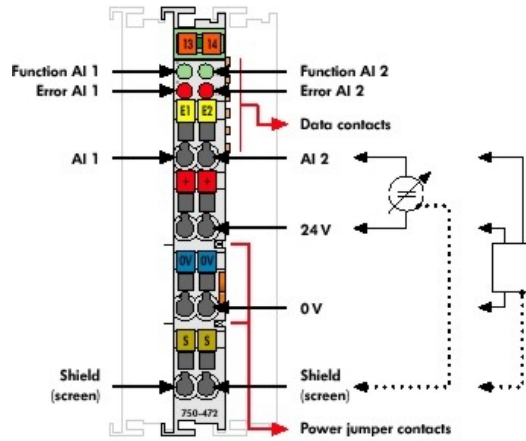 13 14
Function AI 1
Function AI 2
Error AI 1
Error AI 2
E1 E2
Data contacts
AI 1
AI 2
+ +
24 V
0V 0V
0 V
S S
Shield
(screen)
Shield
(screen)
750-472
Power jumper contacts